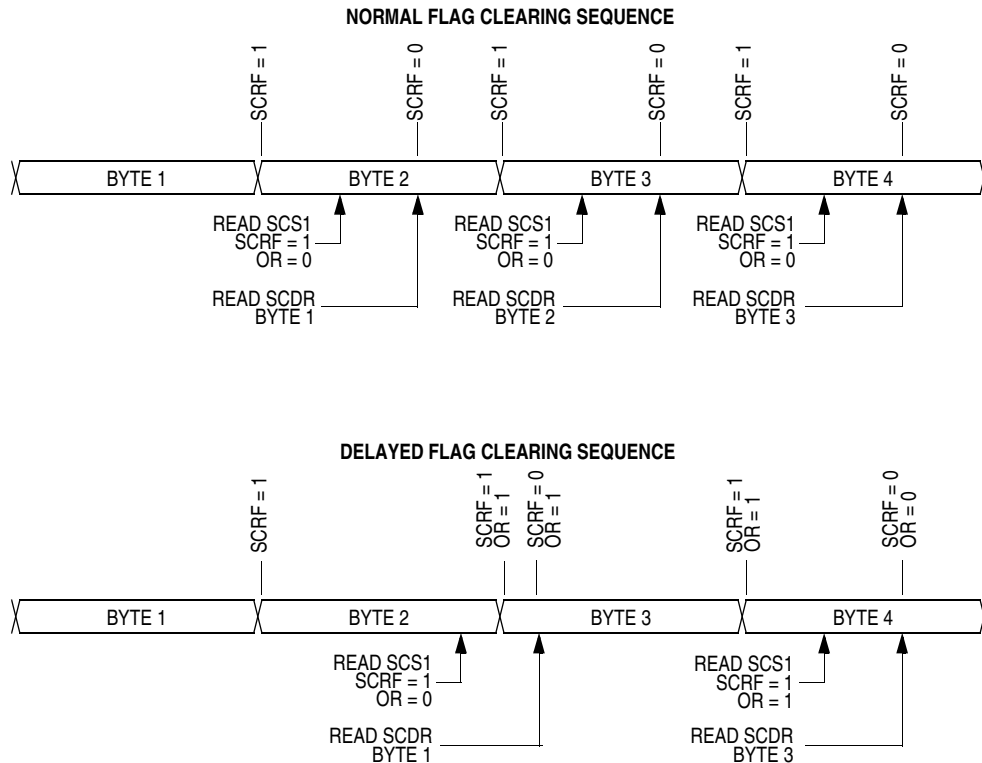 NORMAL FLAG CLEARING SEQUENCE
SCRF = 1
SCRF = 0
SCRF = 1
SCRF = 0
SCRF = 1
SCRF = 0
BYTE 1
BYTE 2
BYTE 3
BYTE 4
READ SCS1
SCRF = 1
OR = 0
READ SCS1
SCRF = 1
OR = 0
READ SCS1
SCRF = 1
OR = 0
READ SCDR
BYTE 1
READ SCDR
BYTE 2
READ SCDR
BYTE 3
DELAYED FLAG CLEARING SEQUENCE
SCRF = 1
SCRF = 1
OR = 1
SCRF = 0
OR = 1
SCRF = 1
OR = 1
SCRF = 0
OR = 0
BYTE 1
BYTE 2
BYTE 3
BYTE 4
READ SCS1
SCRF = 1
OR = 0
READ SCS1
SCRF = 1
OR = 1
READ SCDR
BYTE 1
READ SCDR
BYTE 3